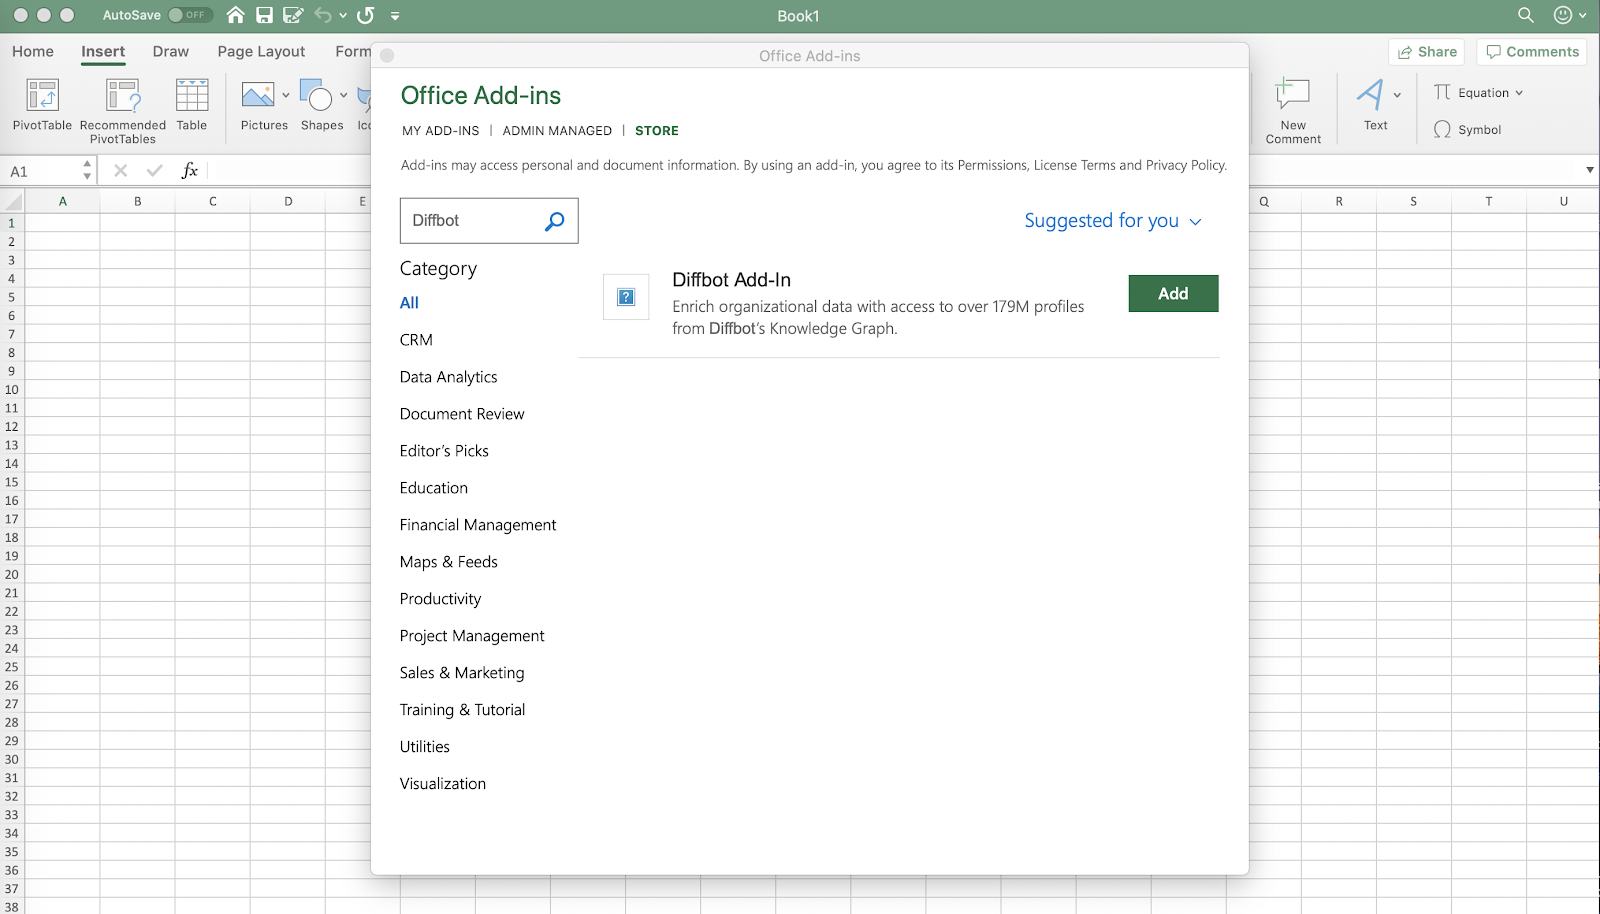 AutoSave OFF
Book1
Home Insert Draw Page Layout Form
Share Comments
PivotTable
Recommended
PivotTables
Table
Pictures
Shapes
Ico
New
Comment
Text
Equation
Symbol
A1
fx
A B C D E Q R S T U
Office Add-ins
Office Add-ins
MY ADD-INS | ADMIN MANAGED | STORE
Add-ins may access personal and document information. By using an add-in, you agree to its Permissions, License Terms and Privacy Policy.
Diffbot
Suggested for you
Category
All
CRM
Data Analytics
Document Review
Editor's Picks
Education
Financial Management
Maps & Feeds
Productivity
Project Management
Sales & Marketing
Training & Tutorial
Utilities
Visualization
Diffbot Add-In
Enrich organizational data with access to over 179M profiles
from Diffbot's Knowledge Graph.
Add
1
2
3
4
5
6
7
8
9
10
11
12
13
14
15
16
17
18
19
20
21
22
23
24
25
26
27
28
29
30
31
32
33
34
35
36
37
38